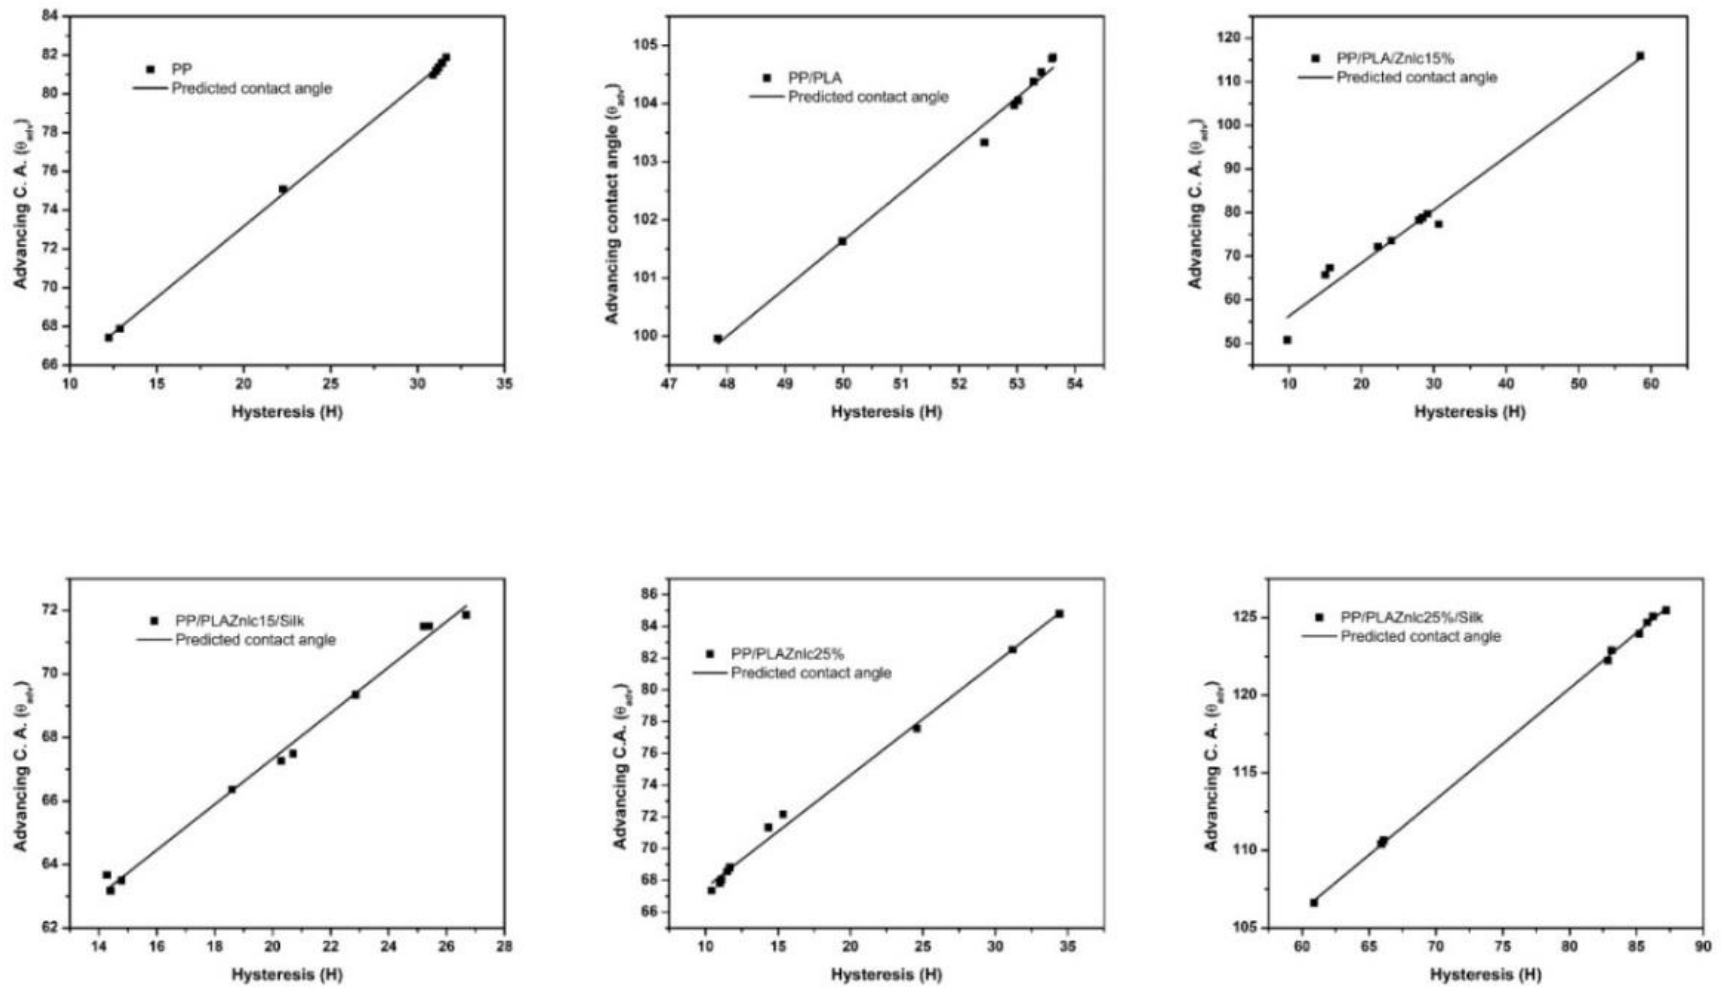 84
82
80
78
76
74
72
70
68
66
Advancing C. A. (θadv)
PP
Predicted contact angle
10 15 20 25 30 35
Hysteresis (H)
105
104
103
102
101
100
Advancing contact angle (θadv)
PP/PLA
Predicted contact angle
47 48 49 50 51 52 53 54
Hysteresis (H)
120
110
100
90
80
70
60
50
Advancing C. A. (θadv)
PP/PLA/Znlc15%
Predicted contact angle
10 20 30 40 50 60
Hysteresis (H)
72
70
68
66
64
62
Advancing C. A. (θadv)
PP/PLAZnlc15/Silk
Predicted contact angle
14 16 18 20 22 24 26 28
Hysteresis (H)
86
84
82
80
78
76
74
72
70
68
66
Advancing C.A. (θadv)
PP/PLAZnlc25%
Predicted contact angle
10 15 20 25 30 35
Hysteresis (H)
125
120
115
110
105
Advancing C. A. (θadv)
PP/PLAZnlc25%/Silk
Predicted contact angle
60 65 70 75 80 85 90
Hysteresis (H)